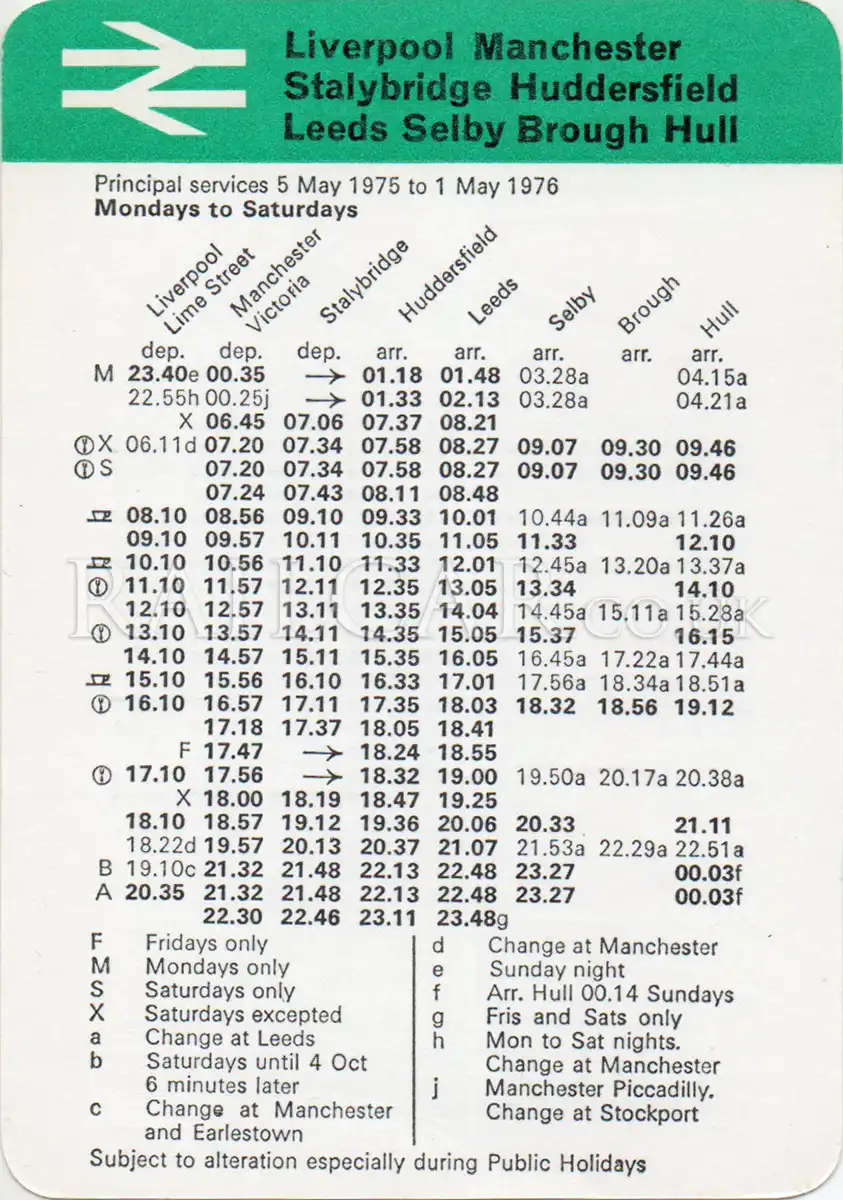 Liverpool Manchester
Stalybridge Huddersfield
Leeds Selby Brough Hull
Principal services 5 May 1975 to 1 May 1976
Mondays to Saturdays
Liverpool Lime Street Manchester Victoria Stalybridge Huddersfield Leeds Selby Brough Hull
dep. dep. dep. arr. arr. arr. arr. arr.
M 23.40e 00.35 → 01.18 01.48 03.28a 04.15a
22.55h 00.25j → 01.33 02.13 03.28a 04.21a
X 06.45 07.06 07.37 08.21
X 06.11d 07.20 07.34 07.58 08.27 09.07 09.30 09.46
S 07.20 07.34 07.58 08.27 09.07 09.30 09.46
07.24 07.43 08.11 08.48
08.10 08.56 09.10 09.33 10.01 10.44a 11.09a 11.26a
09.10 09.57 10.11 10.35 11.05 11.33 12.10
10.10 10.56 11.10 11.33 12.01 12.45a 13.20a 13.37a
11.10 11.57 12.11 12.35 13.05 13.34 14.10
12.10 12.57 13.11 13.35 14.04 14.45a 15.11a 15.28a
13.10 13.57 14.11 14.35 15.05 15.37 16.15
14.10 14.57 15.11 15.35 16.05 16.45a 17.22a 17.44a
15.10 15.56 16.10 16.33 17.01 17.56a 18.34a 18.51a
16.10 16.57 17.11 17.35 18.03 18.32 18.56 19.12
17.18 17.37 18.05 18.41
F 17.47 → 18.24 18.55
17.10 17.56 → 18.32 19.00 19.50a 20.17a 20.38a
X 18.00 18.19 18.47 19.25
18.10 18.57 19.12 19.36 20.06 20.33 21.11
18.22d 19.57 20.13 20.37 21.07 21.53a 22.29a 22.51a
B 19.10c 21.32 21.48 22.13 22.48 23.27 00.03f
A 20.35 21.32 21.48 22.13 22.48 23.27 00.03f
22.30 22.46 23.11 23.48g
RAILCAR.co.uk
F Fridays only
M Mondays only
S Saturdays only
X Saturdays excepted
a Change at Leeds
b Saturdays until 4 Oct
6 minutes later
c Change at Manchester
and Earlestown
d Change at Manchester
e Sunday night
f Arr. Hull 00.14 Sundays
g Fris and Sats only
h Mon to Sat nights.
Change at Manchester
j Manchester Piccadilly.
Change at Stockport
Subject to alteration especially during Public Holidays